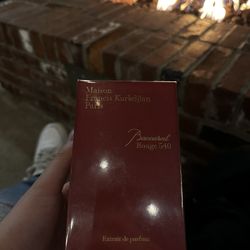 Maison
Francis Kurkdjian
Paris
Baccarat
Rouge 540
Extrait de parfum